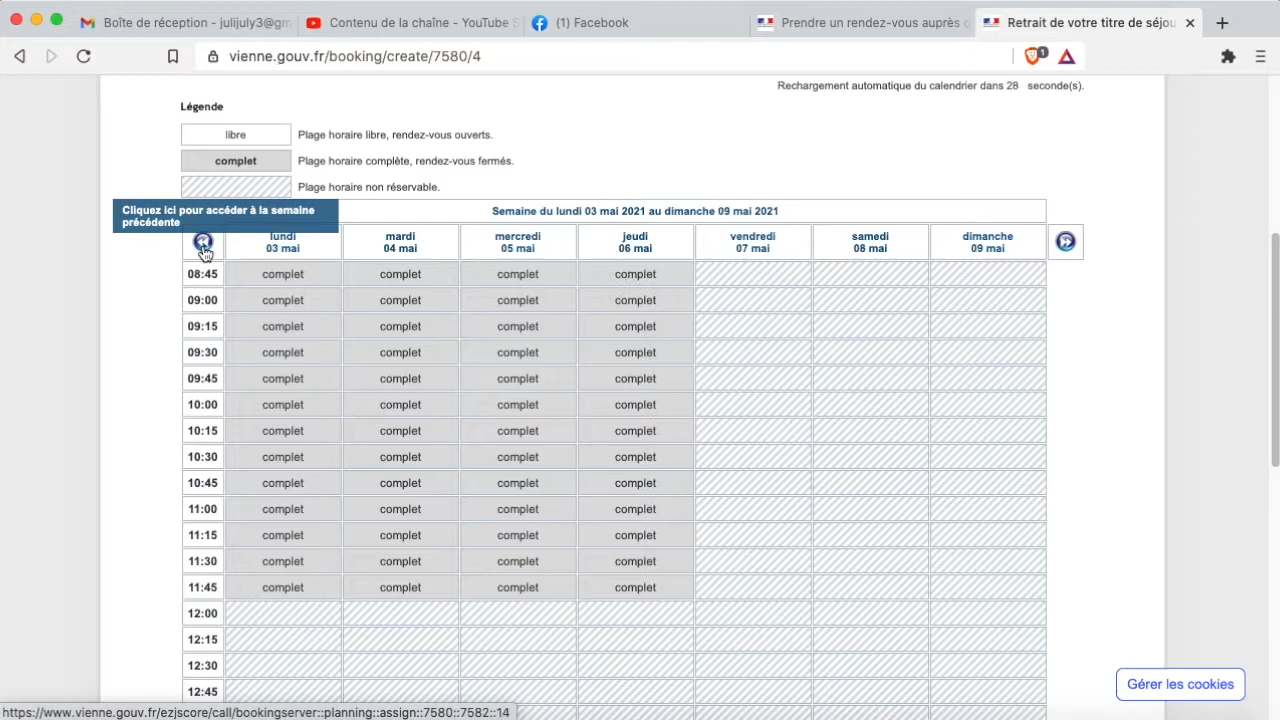 Boîte de réception - julijuly3@gm
Contenu de la chaîne - YouTube S
(1) Facebook
Prendre un rendez-vous auprès d
Retrait de votre titre de séjou
vienne.gouv.fr/booking/create/7580/4
1
Rechargement automatique du calendrier dans 28 seconde(s).
Légende
libre Plage horaire libre, rendez-vous ouverts.
complet Plage horaire complète, rendez-vous fermés.
Plage horaire non réservable.
Cliquez ici pour accéder à la semaine
précédente
Semaine du lundi 03 mai 2021 au dimanche 09 mai 2021
lundi mardi mercredi jeudi vendredi samedi dimanche
03 mai 04 mai 05 mai 06 mai 07 mai 08 mai 09 mai
08:45 complet complet complet complet
09:00 complet complet complet complet
09:15 complet complet complet complet
09:30 complet complet complet complet
09:45 complet complet complet complet
10:00 complet complet complet complet
10:15 complet complet complet complet
10:30 complet complet complet complet
10:45 complet complet complet complet
11:00 complet complet complet complet
11:15 complet complet complet complet
11:30 complet complet complet complet
11:45 complet complet complet complet
12:00
12:15
12:30
12:45
Gérer les cookies
https://www.vienne.gouv.fr/ezjscore/call/bookingserver::planning::assign::7580::7582::14